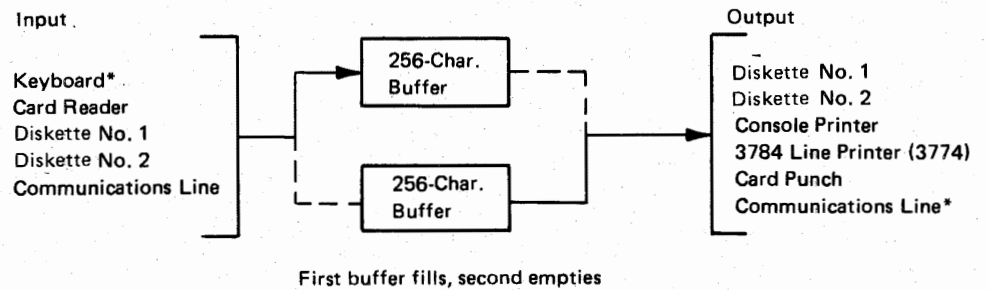 Input
Keyboard*
Card Reader
Diskette No. 1
Diskette No. 2
Communications Line
256-Char.
Buffer
256-Char.
Buffer
Output
Diskette No. 1
Diskette No. 2
Console Printer
3784 Line Printer (3774)
Card Punch
Communications Line*
First buffer fills, second empties